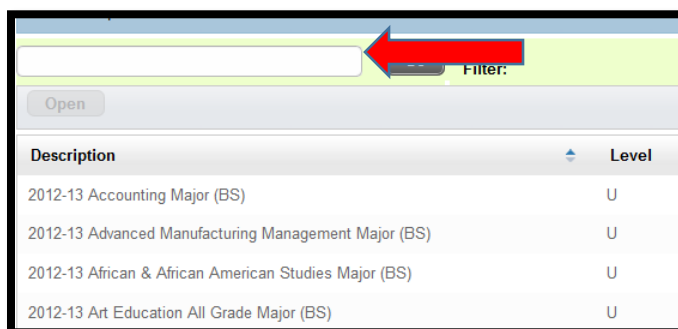 Filter:
Open
Description Level
2012-13 Accounting Major (BS) U
2012-13 Advanced Manufacturing Management Major (BS) U
2012-13 African & African American Studies Major (BS) U
2012-13 Art Education All Grade Major (BS) U